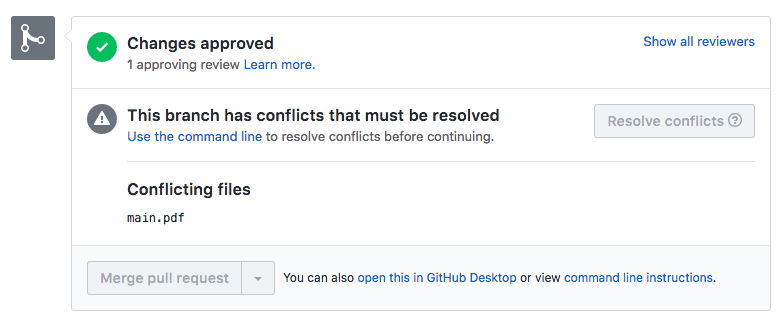 Changes approved
Show all reviewers
1 approving review Learn more.
This branch has conflicts that must be resolved
Use the command line to resolve conflicts before continuing.
Resolve conflicts
Conflicting files
main.pdf
Merge pull request
You can also open this in GitHub Desktop or view command line instructions.